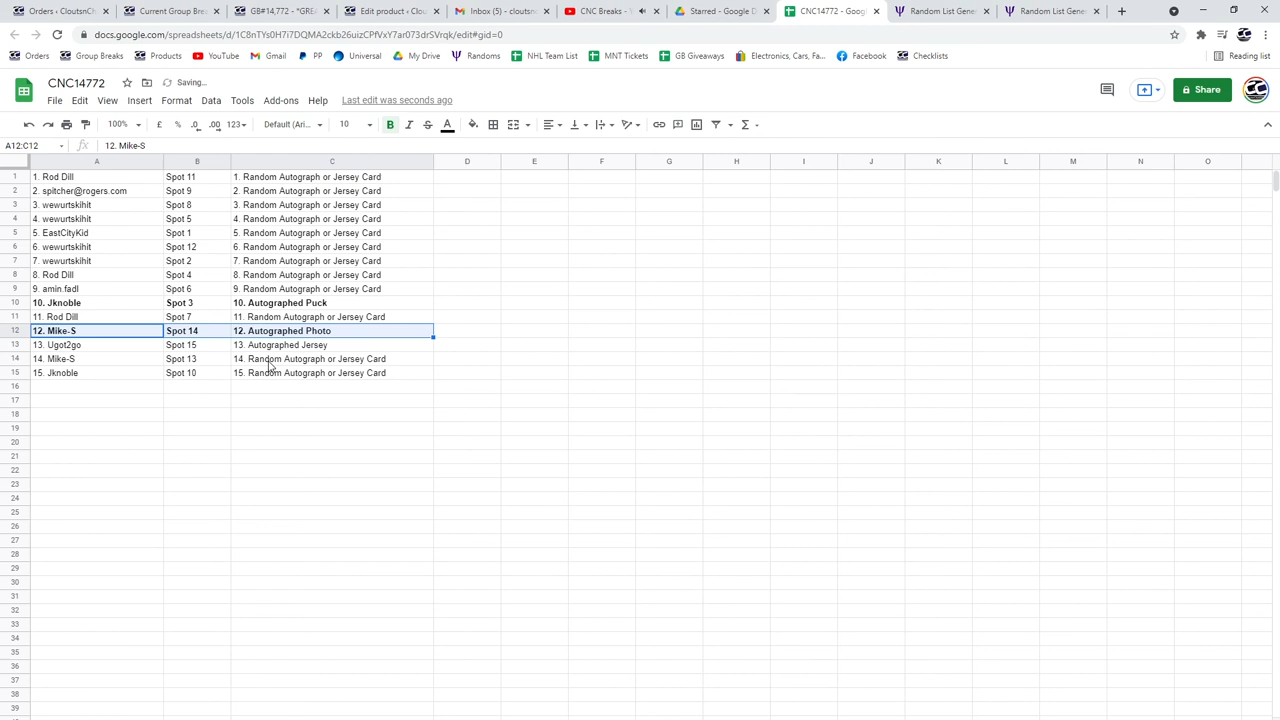 Orders ‹ CloutsnCh
Current Group Break
GB#14,772 - *GREA
Edit product ‹ Clou
Inbox (5) - cloutsn
CNC Breaks - Y
Starred - Google D
CNC14772 - Goog
Random List Gener
Random List Gener
docs.google.com/spreadsheets/d/1C8nTYs0H7i7DQMA2ckb26uizCPfVxY7ar073drSVrqk/edit#gid=0
Orders Group Breaks Products YouTube Gmail PP Universal My Drive Randoms NHL Team List MNT Tickets GB Giveaways Electronics, Cars, Fa... Facebook Checklists Reading list
CNC14772 Saving...
File Edit View Insert Format Data Tools Add-ons Help Last edit was seconds ago Share
100% £ % .0 .00 123 Default (Ari... 10 B I S A
A12:C12 fx 12. Mike-S
A B C D E F G H I J K L M N O
1 1. Rod Dill Spot 11 1. Random Autograph or Jersey Card
2 2. spitcher@rogers.com Spot 9 2. Random Autograph or Jersey Card
3 3. wewurtskihit Spot 8 3. Random Autograph or Jersey Card
4 4. wewurtskihit Spot 5 4. Random Autograph or Jersey Card
5 5. EastCityKid Spot 1 5. Random Autograph or Jersey Card
6 6. wewurtskihit Spot 12 6. Random Autograph or Jersey Card
7 7. wewurtskihit Spot 2 7. Random Autograph or Jersey Card
8 8. Rod Dill Spot 4 8. Random Autograph or Jersey Card
9 9. amin.fadl Spot 6 9. Random Autograph or Jersey Card
10 10. Jknoble Spot 3 10. Autographed Puck
11 11. Rod Dill Spot 7 11. Random Autograph or Jersey Card
12 12. Mike-S Spot 14 12. Autographed Photo
13 13. Ugot2go Spot 15 13. Autographed Jersey
14 14. Mike-S Spot 13 14. Random Autograph or Jersey Card
15 15. Jknoble Spot 10 15. Random Autograph or Jersey Card
16
17
18
19
20
21
22
23
24
25
26
27
28
29
30
31
32
33
34
35
36
37
38
39